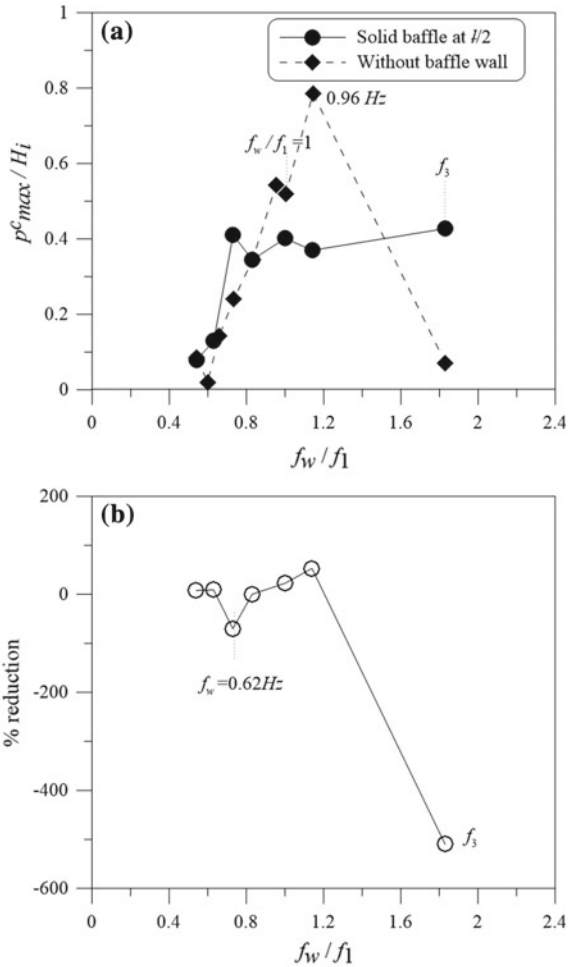 (a)
Solid baffle at l/2
Without baffle wall
0.96 Hz
f_w / f_1 =1
f_3
p^c_max / H_i
1
0.8
0.6
0.4
0.2
0
0 0.4 0.8 1.2 1.6 2 2.4
f_w / f_1
(b)
200
0
-200
-400
-600
% reduction
f_w =0.62Hz
f_3
0 0.4 0.8 1.2 1.6 2 2.4
f_w / f_1